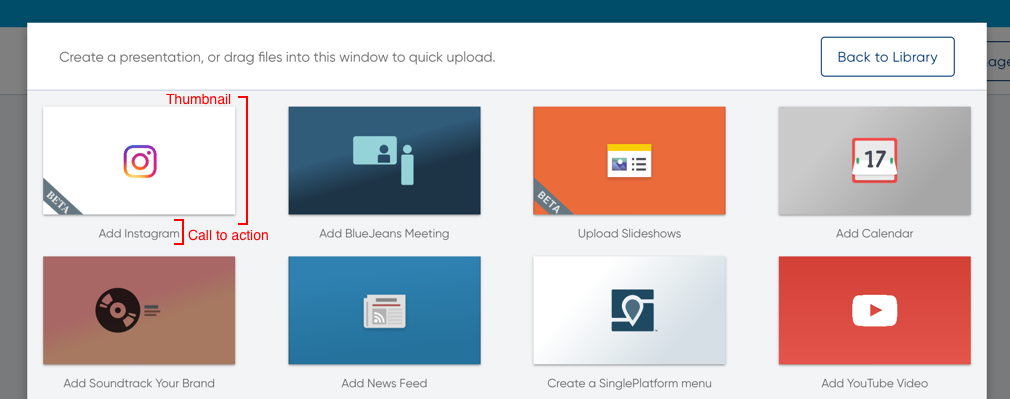 Create a presentation, or drag files into this window to quick upload.
Back to Library
age
Thumbnail
BETA
17
BETA
Add Instagram
Call to action
Add BlueJeans Meeting
Upload Slideshows
Add Calendar
Add Soundtrack Your Brand
Add News Feed
Create a SinglePlatform menu
Add YouTube Video